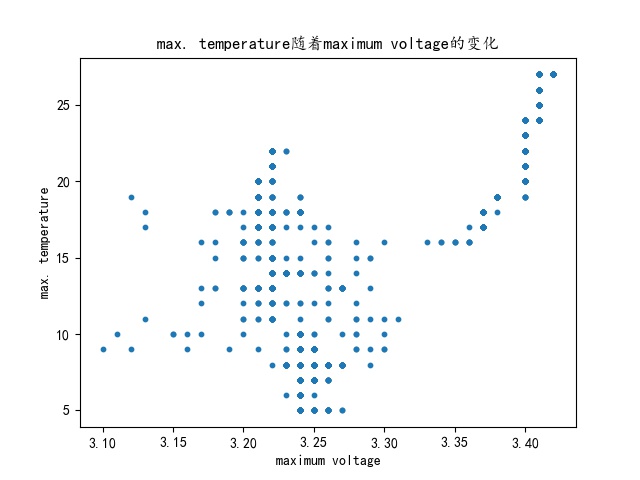 max. temperature随着maximum voltage的变化
max. temperature
25
20
15
10
5
3.10 3.15 3.20 3.25 3.30 3.35 3.40
maximum voltage